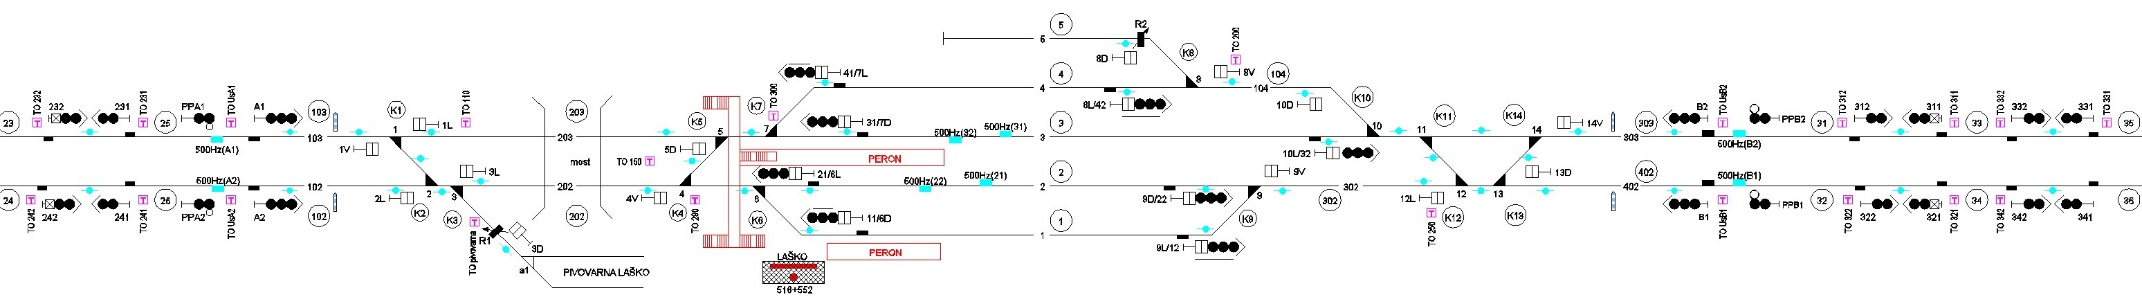 23
TO 232
232
231
TO 231
25
PPA1
TO UsA1
A1
103
103
500Hz(A1)
K1
1
1L
1V
TO 110
24
TO 242
242
241
TO 241
26
PPA2
TO UsA2
A2
102
102
500Hz(A2)
2L
2
K2
3L
3
K3
TO pivovarna
R1
3D
a1
PIVOVARNA LAŠKO
209
203
most
202
202
TO 150
K5
5
5D
4
4V
K4
TO 280
K7
7
TO 300
41/7L
31/7D
PERON
21/6L
6
K6
11/6D
PERON
LAŠKO
516+552
500Hz(32)
500Hz(31)
500Hz(22)
500Hz(21)
5
5
4
4
3
3
2
2
1
1
R2
8D
K8
8
TO 290
8V
104
104
8L/42
10D
K10
10
10L/32
9V
9D/22
9
K9
9L/12
302
302
K11
11
K14
14
14V
13D
12L
12
K12
TO 250
13
K13
303
303
402
402
B2
TO UsB2
PPB2
500Hz(B2)
500Hz(B1)
B1
TO UsB1
PPB1
31
TO 312
312
311
TO 311
33
TO 332
332
331
TO 331
35
32
TO 322
322
321
TO 321
34
TO 342
342
341
36